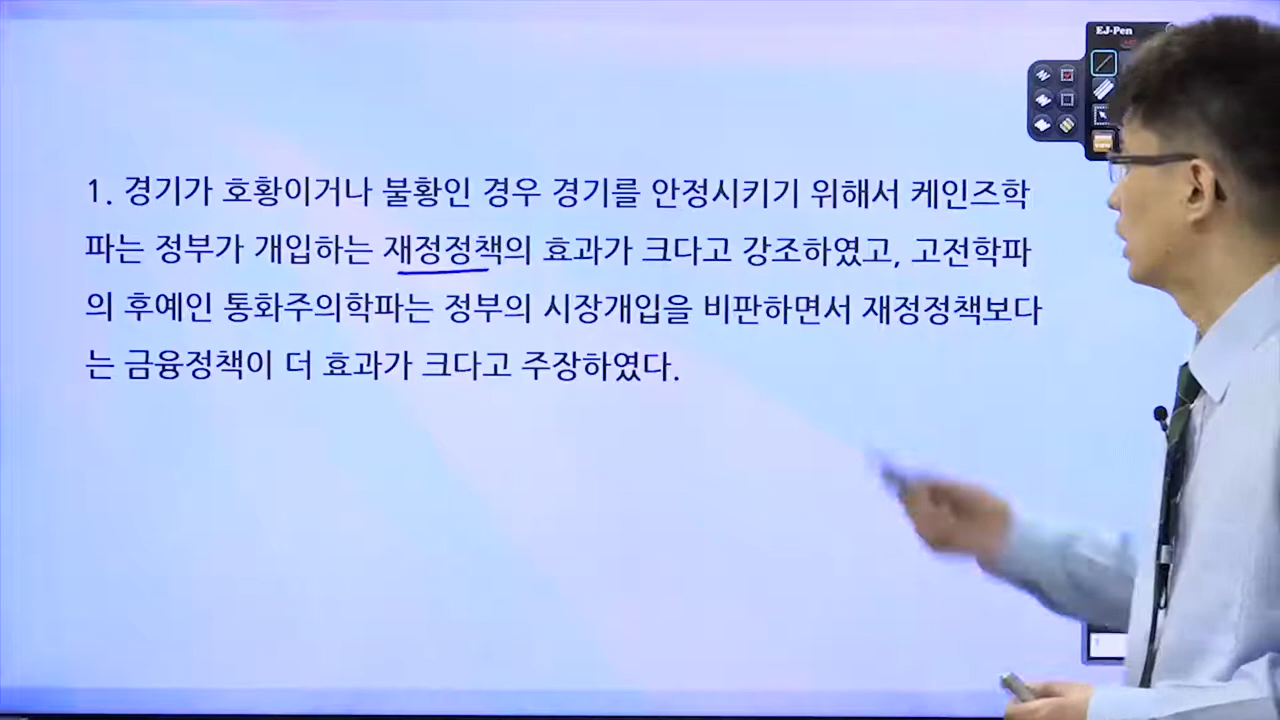 EJ-Pen
1. 경기가 호황이거나 불황인 경우 경기를 안정시키기 위해서 케인즈학
파는 정부가 개입하는 재정정책의 효과가 크다고 강조하였고, 고전학파
의 후예인 통화주의학파는 정부의 시장개입을 비판하면서 재정정책보다
는 금융정책이 더 효과가 크다고 주장하였다.